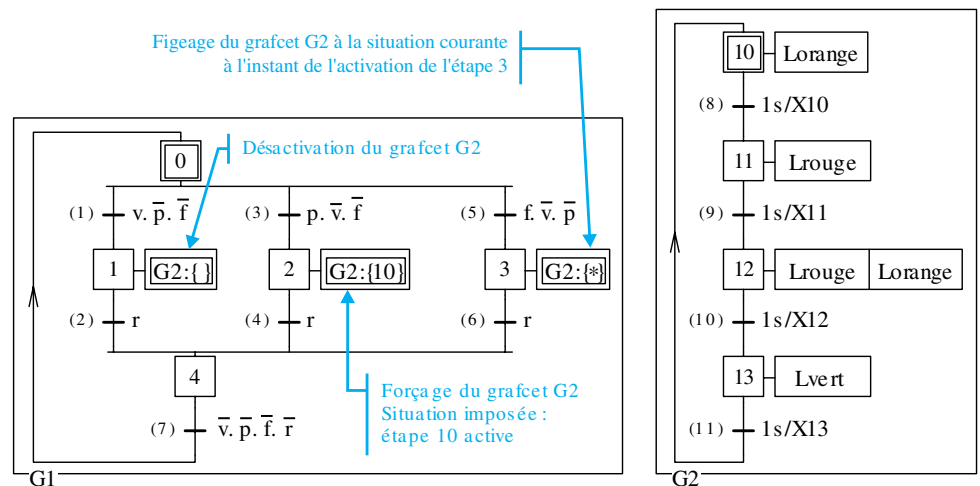 Figeage du grafcet G2 à la situation courante
à l'instant de l'activation de l'étape 3
Désactivation du grafcet G2
0
(1) v. p̅. f̅
(3) p. v̅. f̅
(5) f. v̅. p̅
1 G2:{ }
2 G2:{10}
3 G2:{*}
(2) r
(4) r
(6) r
4
(7) v̅. p̅. f̅. r̅
Forçage du grafcet G2
Situation imposée :
étape 10 active
G1
10 Lorange
(8) 1s/X10
11 Lrouge
(9) 1s/X11
12 Lrouge Lorange
(10) 1s/X12
13 Lvert
(11) 1s/X13
G2